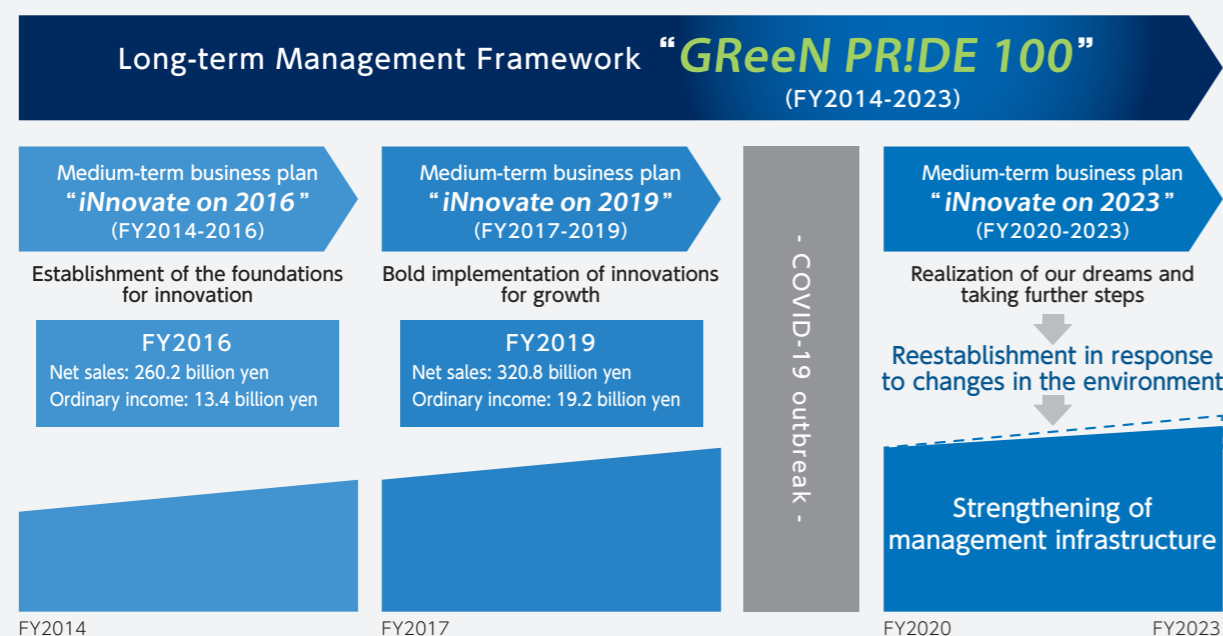 Long-term Management Framework “GReeN PR!DE 100”
(FY2014-2023)
Medium-term business plan
“iNnovate on 2016”
(FY2014-2016)
Establishment of the foundations
for innovation
FY2016
Net sales: 260.2 billion yen
Ordinary income: 13.4 billion yen
FY2014
Medium-term business plan
“iNnovate on 2019”
(FY2017-2019)
Bold implementation of innovations
for growth
FY2019
Net sales: 320.8 billion yen
Ordinary income: 19.2 billion yen
FY2017
- COVID-19 outbreak -
Medium-term business plan
“iNnovate on 2023”
(FY2020-2023)
Realization of our dreams and
taking further steps
Reestablishment in response
to changes in the environment
Strengthening of
management infrastructure
FY2020 FY2023